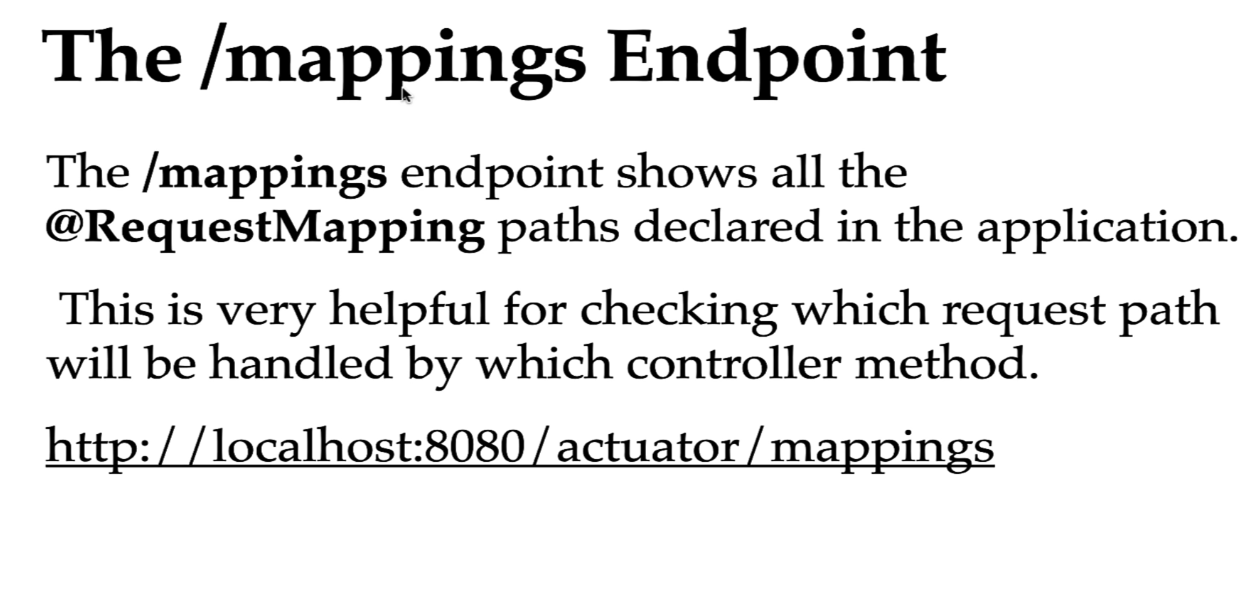 The /mappings Endpoint
The /mappings endpoint shows all the
@RequestMapping paths declared in the application.
This is very helpful for checking which request path
will be handled by which controller method.
http://localhost:8080/actuator/mappings